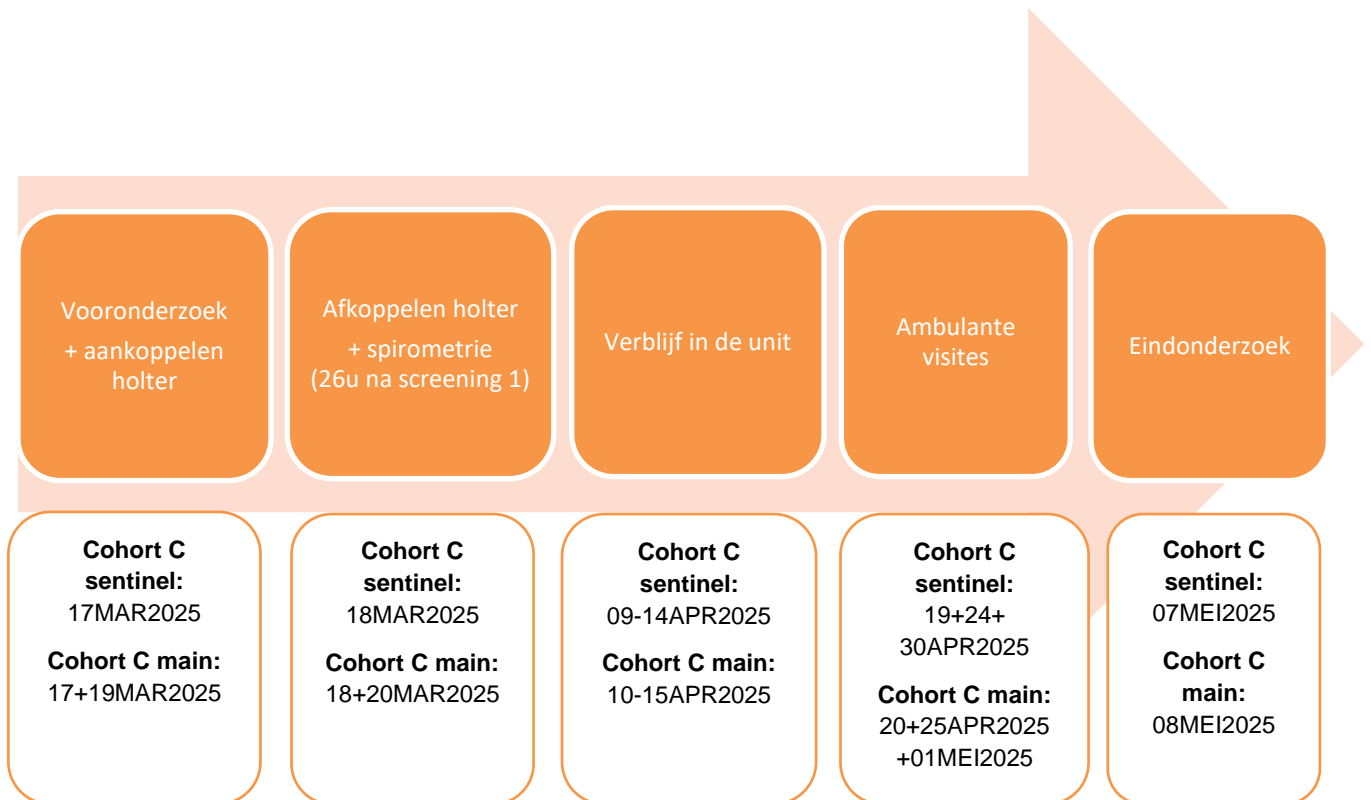 Vooronderzoek
+ aankoppelen
holter
Afkoppelen holter
+ spirometrie
(26u na screening 1)
Verblijf in de unit
Ambulante
visites
Eindonderzoek
Cohort C
sentinel:
17MAR2025
Cohort C main:
17+19MAR2025
Cohort C
sentinel:
18MAR2025
Cohort C main:
18+20MAR2025
Cohort C
sentinel:
09-14APR2025
Cohort C main:
10-15APR2025
Cohort C
sentinel:
19+24+
30APR2025
Cohort C main:
20+25APR2025
+01MEI2025
Cohort C
sentinel:
07MEI2025
Cohort C
main:
08MEI2025